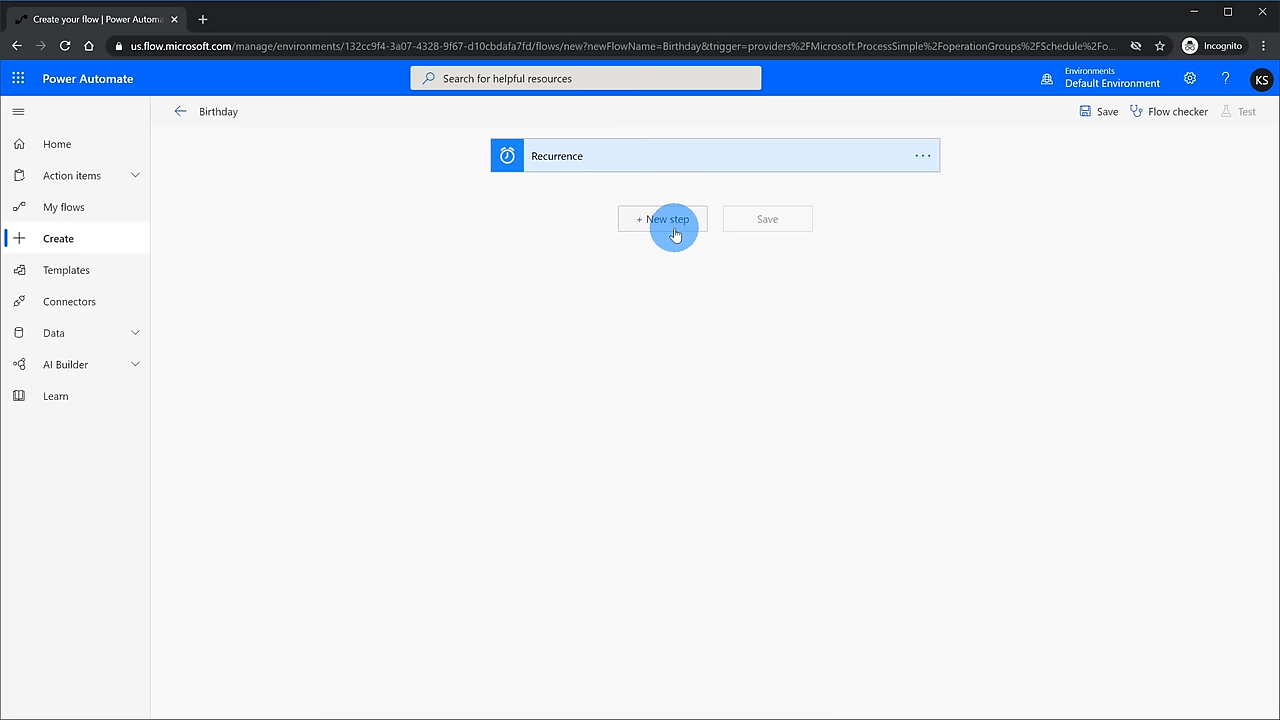 Create your flow | Power Automa
us.flow.microsoft.com/manage/environments/132cc9f4-3a07-4328-9f67-d10cbdafa7fd/flows/new?newFlowName=Birthday&trigger=providers%2FMicrosoft.ProcessSimple%2FoperationGroups%2FSchedule%2Fo...
Incognito
Power Automate
Search for helpful resources
Environments
Default Environment
?
KS
Birthday
Save
Flow checker
Test
Home
Action items
My flows
Create
Templates
Connectors
Data
AI Builder
Learn
Recurrence
...
+ New step
Save